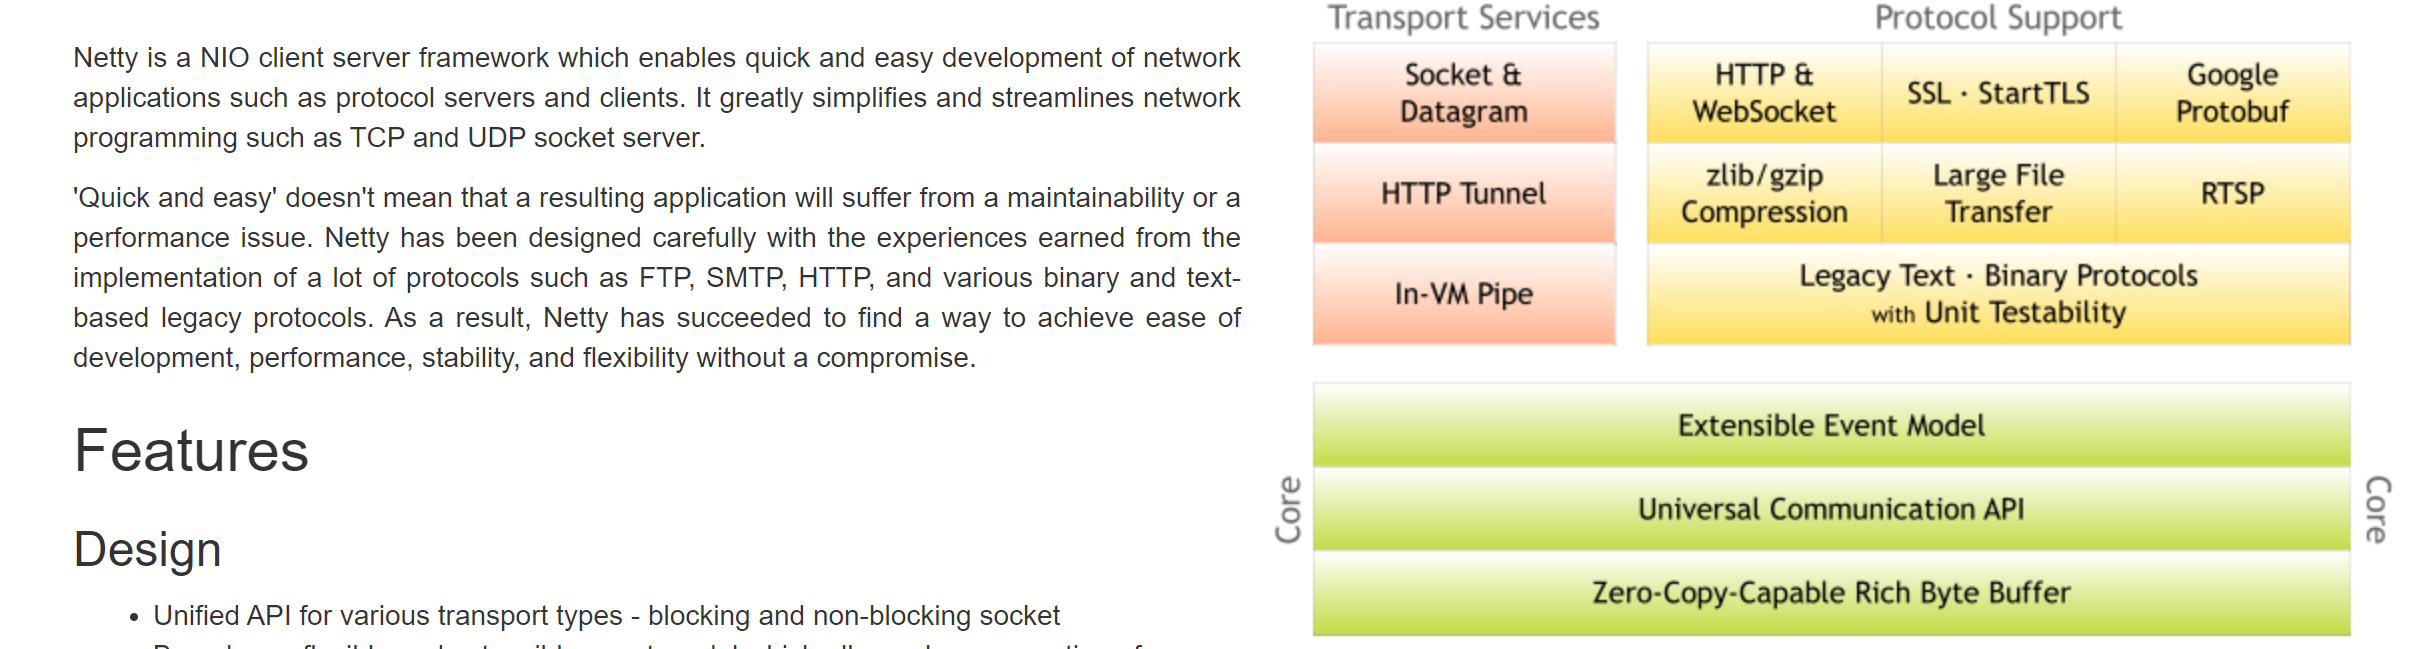 Netty is a NIO client server framework which enables quick and easy development of network
applications such as protocol servers and clients. It greatly simplifies and streamlines network
programming such as TCP and UDP socket server.
'Quick and easy' doesn't mean that a resulting application will suffer from a maintainability or a
performance issue. Netty has been designed carefully with the experiences earned from the
implementation of a lot of protocols such as FTP, SMTP, HTTP, and various binary and text-
based legacy protocols. As a result, Netty has succeeded to find a way to achieve ease of
development, performance, stability, and flexibility without a compromise.
Features
Design
• Unified API for various transport types - blocking and non-blocking socket
Transport Services
Socket &
Datagram
HTTP Tunnel
In-VM Pipe
Protocol Support
HTTP &
WebSocket
SSL · StartTLS
Google
Protobuf
zlib/gzip
Compression
Large File
Transfer
RTSP
Legacy Text · Binary Protocols
with Unit Testability
Core
Extensible Event Model
Universal Communication API
Zero-Copy-Capable Rich Byte Buffer
Core